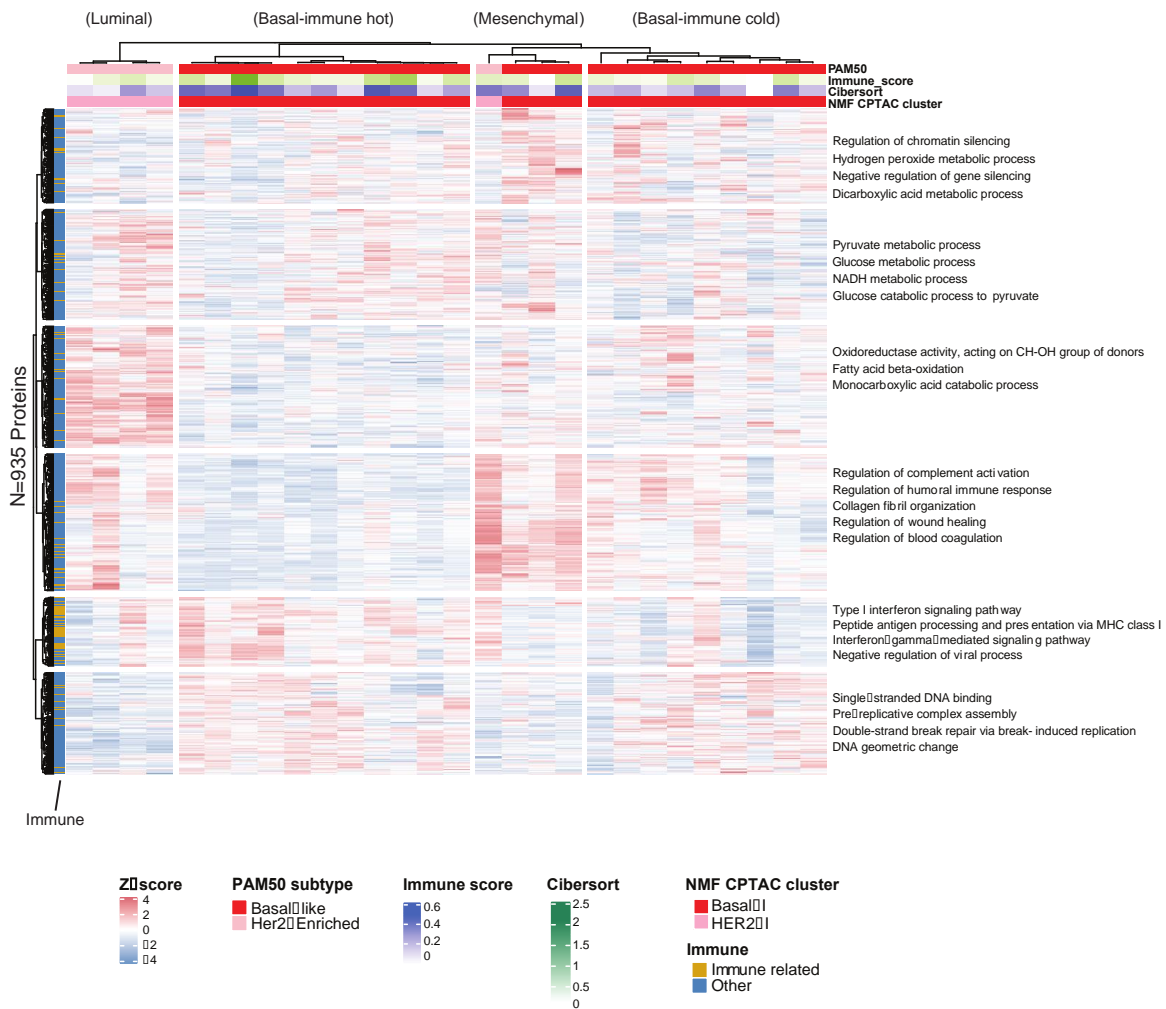 (Luminal) (Basal-immune hot) (Mesenchymal) (Basal-immune cold)
PAM50
Immune_score
Cibersort
NMF CPTAC cluster
Regulation of chromatin silencing
Hydrogen peroxide metabolic process
Negative regulation of gene silencing
Dicarboxylic acid metabolic process
Pyruvate metabolic process
Glucose metabolic process
NADH metabolic process
Glucose catabolic process to pyruvate
Oxidoreductase activity, acting on CH-OH group of donors
Fatty acid beta-oxidation
Monocarboxylic acid catabolic process
N=935 Proteins
Regulation of complement activation
Regulation of humoral immune response
Collagen fibril organization
Regulation of wound healing
Regulation of blood coagulation
Type I interferon signaling pathway
Peptide antigen processing and presentation via MHC class I
Interferon▯gamma▯mediated signaling pathway
Negative regulation of viral process
Single▯stranded DNA binding
Pre▯replicative complex assembly
Double-strand break repair via break- induced replication
DNA geometric change
Immune
Z▯score
4
2
0
▯2
▯4
PAM50 subtype
Basal▯like
Her2▯Enriched
Immune score
0.6
0.4
0.2
0
Cibersort
2.5
2
1.5
1
0.5
0
NMF CPTAC cluster
Basal▯I
HER2▯I
Immune
Immune related
Other